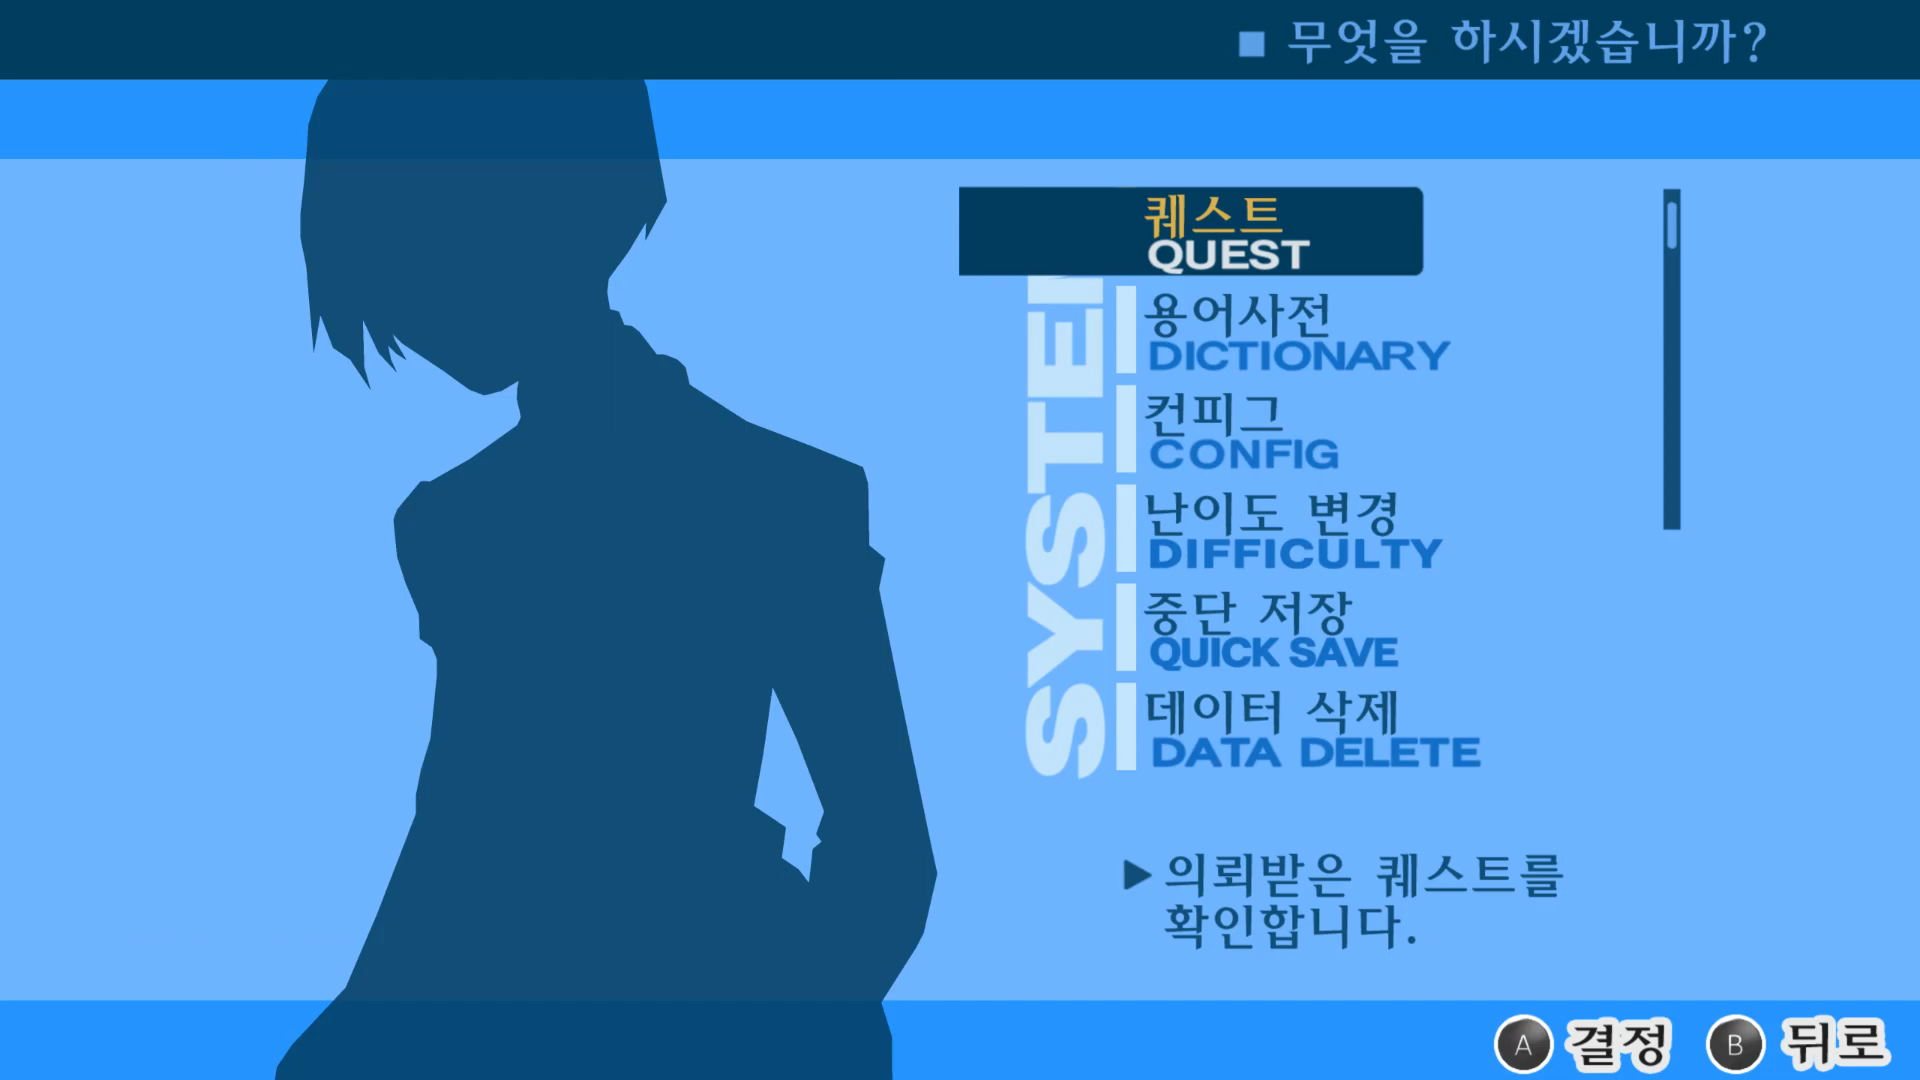 ■ 무엇을 하시겠습니까?
퀘스트
QUEST
용어사전
DICTIONARY
컨피그
CONFIG
난이도 변경
DIFFICULTY
중단 저장
QUICK SAVE
데이터 삭제
DATA DELETE
SYSTEM
▶의뢰받은 퀘스트를
확인합니다.
A 결정 B 뒤로